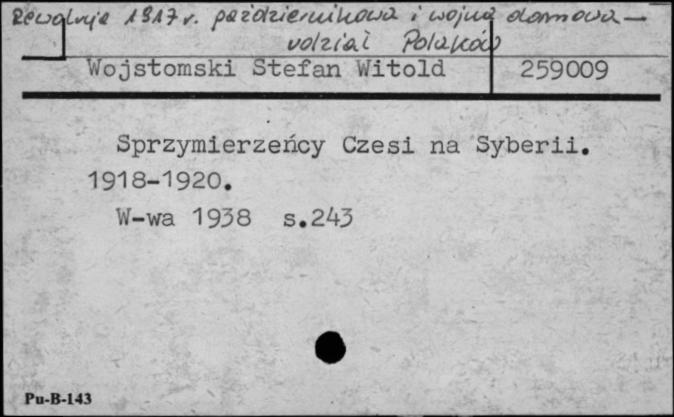 Rewolucja 1917 r. październikowa i wojna domowa —
udział Polaków
Wojstomski Stefan Witold 259009
Sprzymierzeńcy Czesi na Syberii.
1918-1920.
W-wa 1938 s.243
Pu-B-143